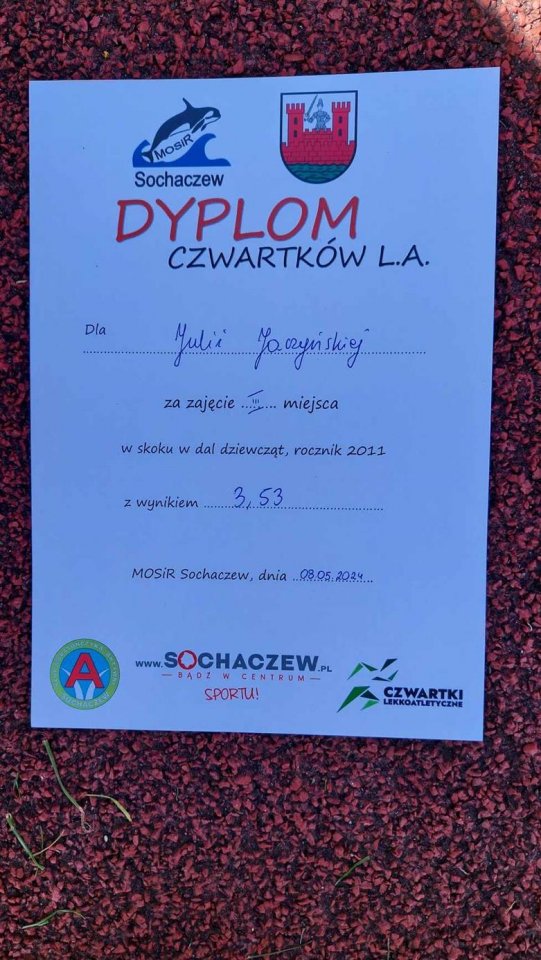 MOSiR
Sochaczew
DYPLOM
CZWARTKÓW L.A.
Dla Julii Jaczyńskiej
za zajęcie III miejsca
w skoku w dal dziewcząt, rocznik 2011
z wynikiem 3,53
MOSiR Sochaczew, dnia 08.05.2024
A
SOCHACZEW
www.SOCHACZEW.PL
BĄDŹ W CENTRUM
SPORTU!
CZWARTKI
LEKKOATLETYCZNE